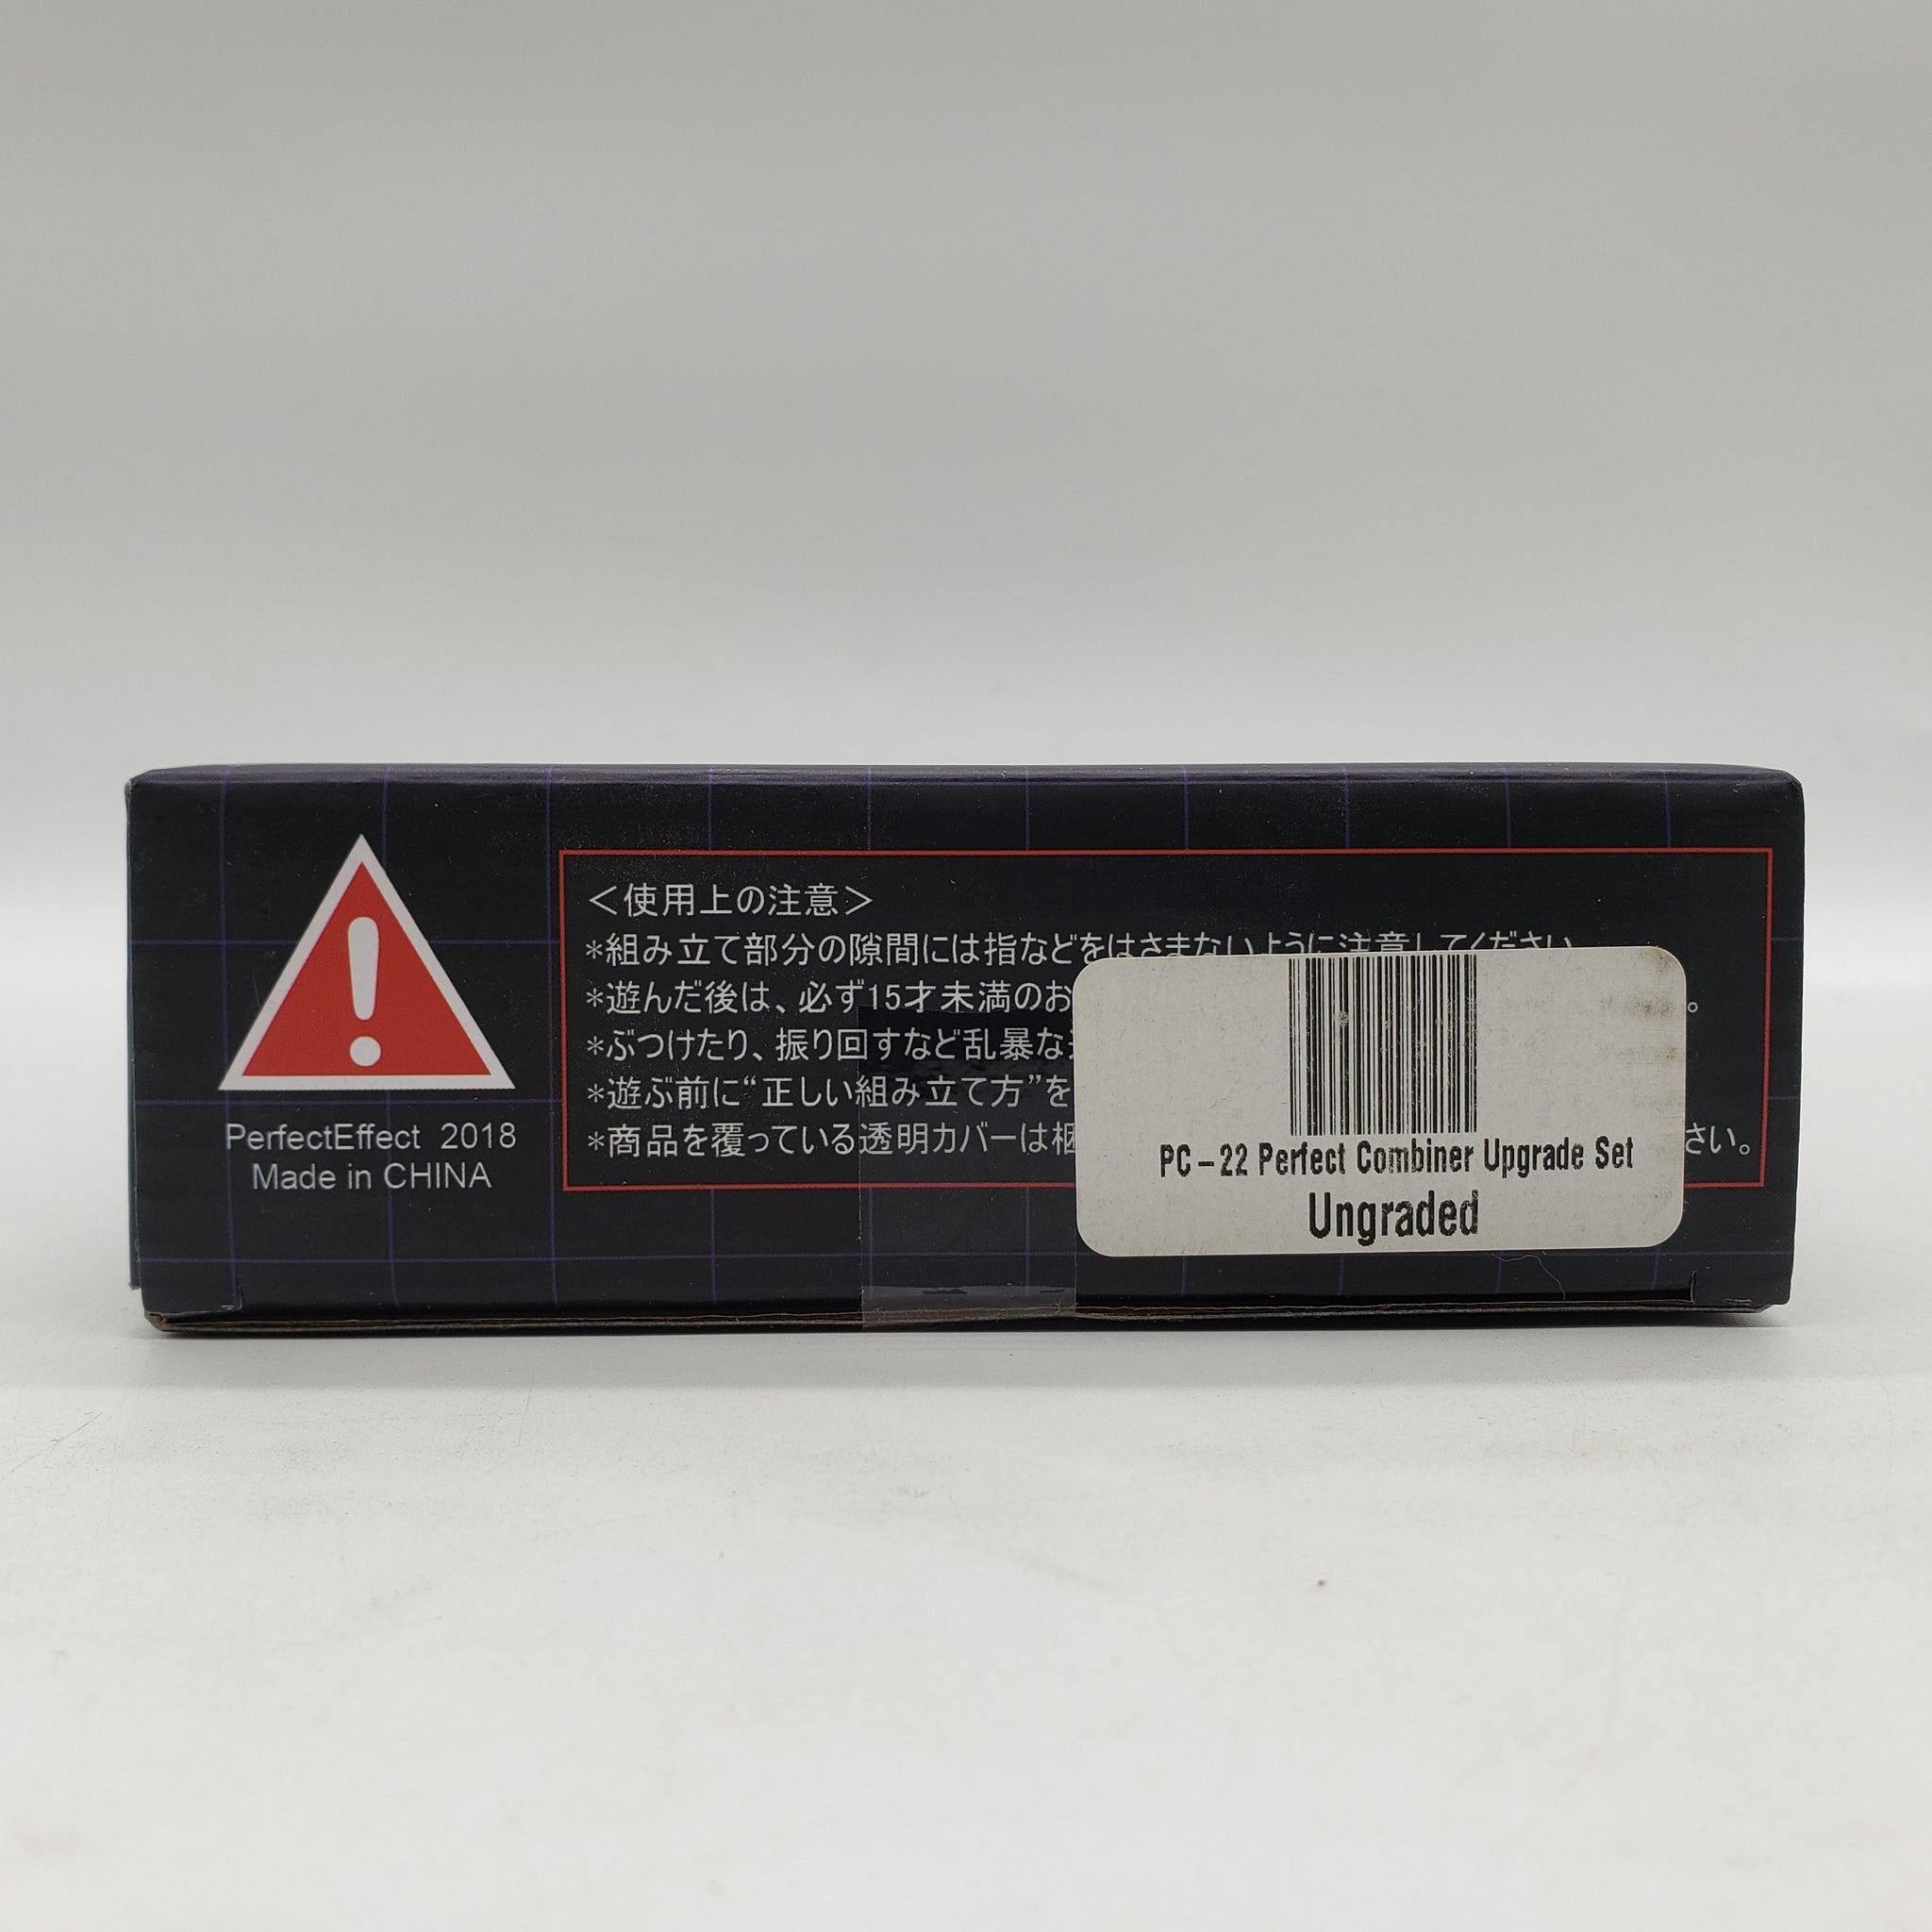 ＜使用上の注意＞
*組み立て部分の隙間には指などをはさまないように注意してください
*遊んだ後は、必ず15才未満のお
*ぶつけたり、振り回すなど乱暴な
*遊ぶ前に“正しい組み立て方”を
*商品を覆っている透明カバーは梱 さい。
PerfectEffect 2018
Made in CHINA
PC-22 Perfect Combiner Upgrade Set
Ungraded